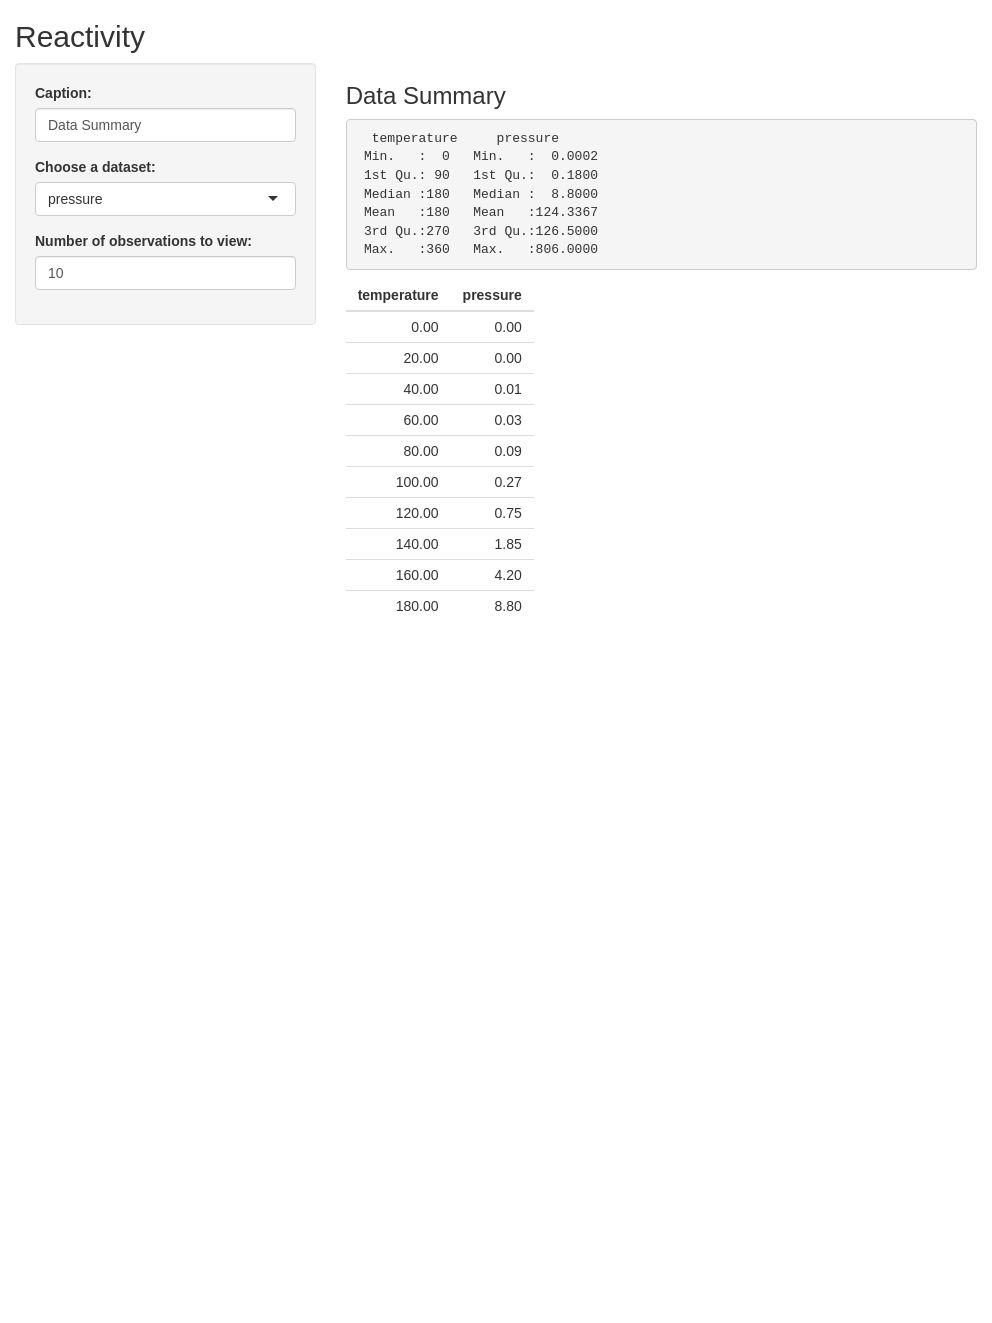 Reactivity
Caption:
Data Summary
Choose a dataset:
pressure
Number of observations to view:
10
Data Summary
temperature     pressure
Min.   :  0   Min.   :  0.0002
1st Qu.: 90   1st Qu.:  0.1800
Median :180   Median :  8.8000
Mean   :180   Mean   :124.3367
3rd Qu.:270   3rd Qu.:126.5000
Max.   :360   Max.   :806.0000
temperature pressure
0.00 0.00
20.00 0.00
40.00 0.01
60.00 0.03
80.00 0.09
100.00 0.27
120.00 0.75
140.00 1.85
160.00 4.20
180.00 8.80